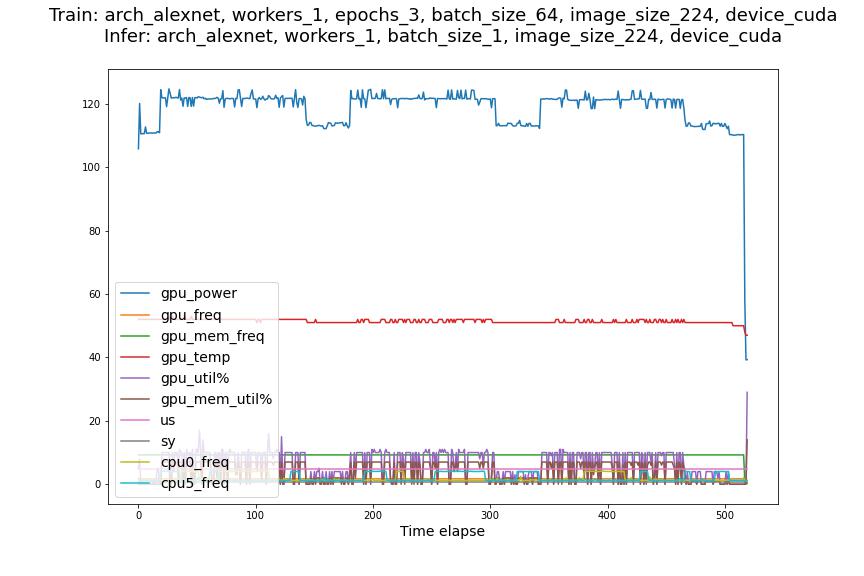 Train: arch_alexnet, workers_1, epochs_3, batch_size_64, image_size_224, device_cuda
Infer: arch_alexnet, workers_1, batch_size_1, image_size_224, device_cuda
120
100
80
60
40
20
0
gpu_power
gpu_freq
gpu_mem_freq
gpu_temp
gpu_util%
gpu_mem_util%
us
sy
cpu0_freq
cpu5_freq
0 100 200 300 400 500
Time elapse